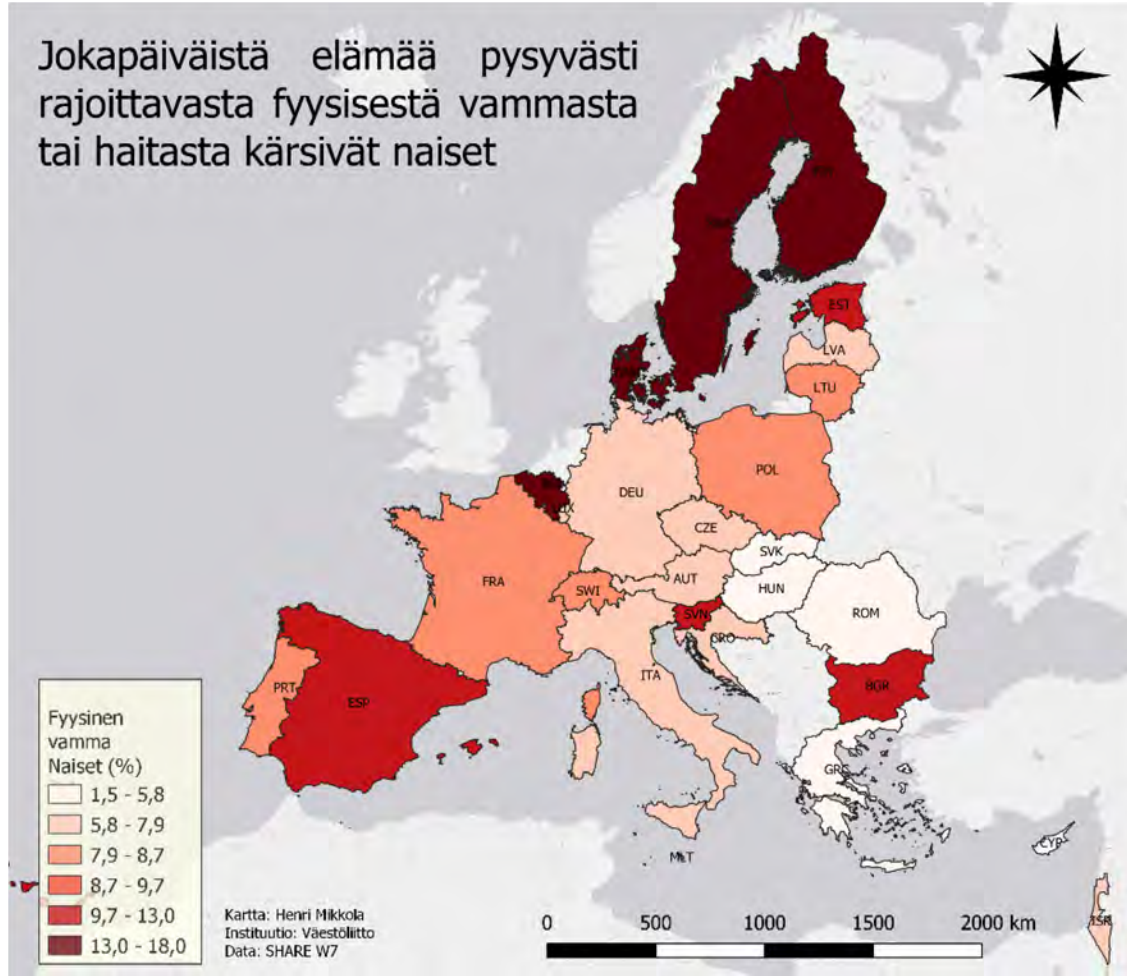 Jokapäiväistä elämää pysyvästi
rajoittavasta fyysisestä vammasta
tai haitasta kärsivät naiset
EST
LVA
LTU
POL
DEU
CZE
SVK
FRA
AUT
HUN
SWI
ROM
SVN
CRO
ITA
BGR
PRT
ESP
GRC
MLT
CYP
ISR
Fyysinen
vamma
Naiset (%)
1,5 - 5,8
5,8 - 7,9
7,9 - 8,7
8,7 - 9,7
9,7 - 13,0
13,0 - 18,0
Kartta: Henri Mikkola
Instituutio: Väestöliitto
Data: SHARE W7
0 500 1000 1500 2000 km